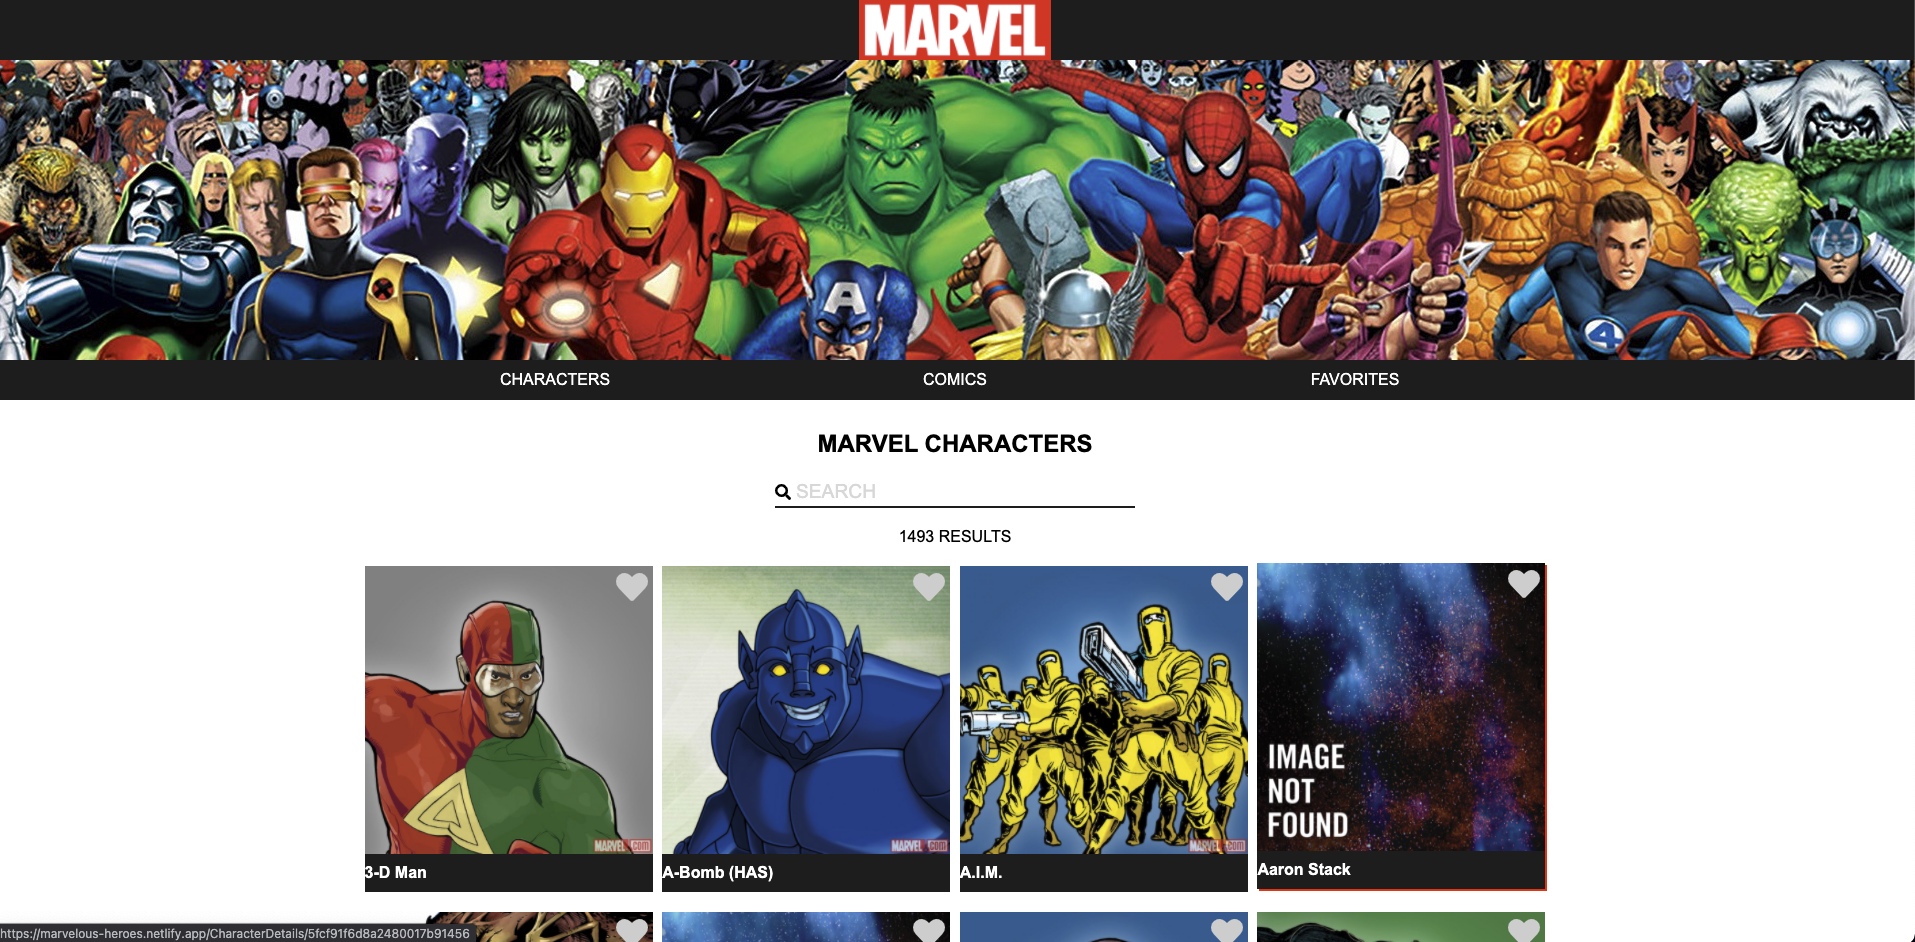 MARVEL
A
4
CHARACTERS
COMICS
FAVORITES
MARVEL CHARACTERS
SEARCH
1493 RESULTS
MARVEL.com
MARVEL.com
MARVEL.com
IMAGE
NOT
FOUND
3-D Man
A-Bomb (HAS)
A.I.M.
Aaron Stack
https://marvelous-heroes.netlify.app/CharacterDetails/5fcf91f6d8a2480017b91456